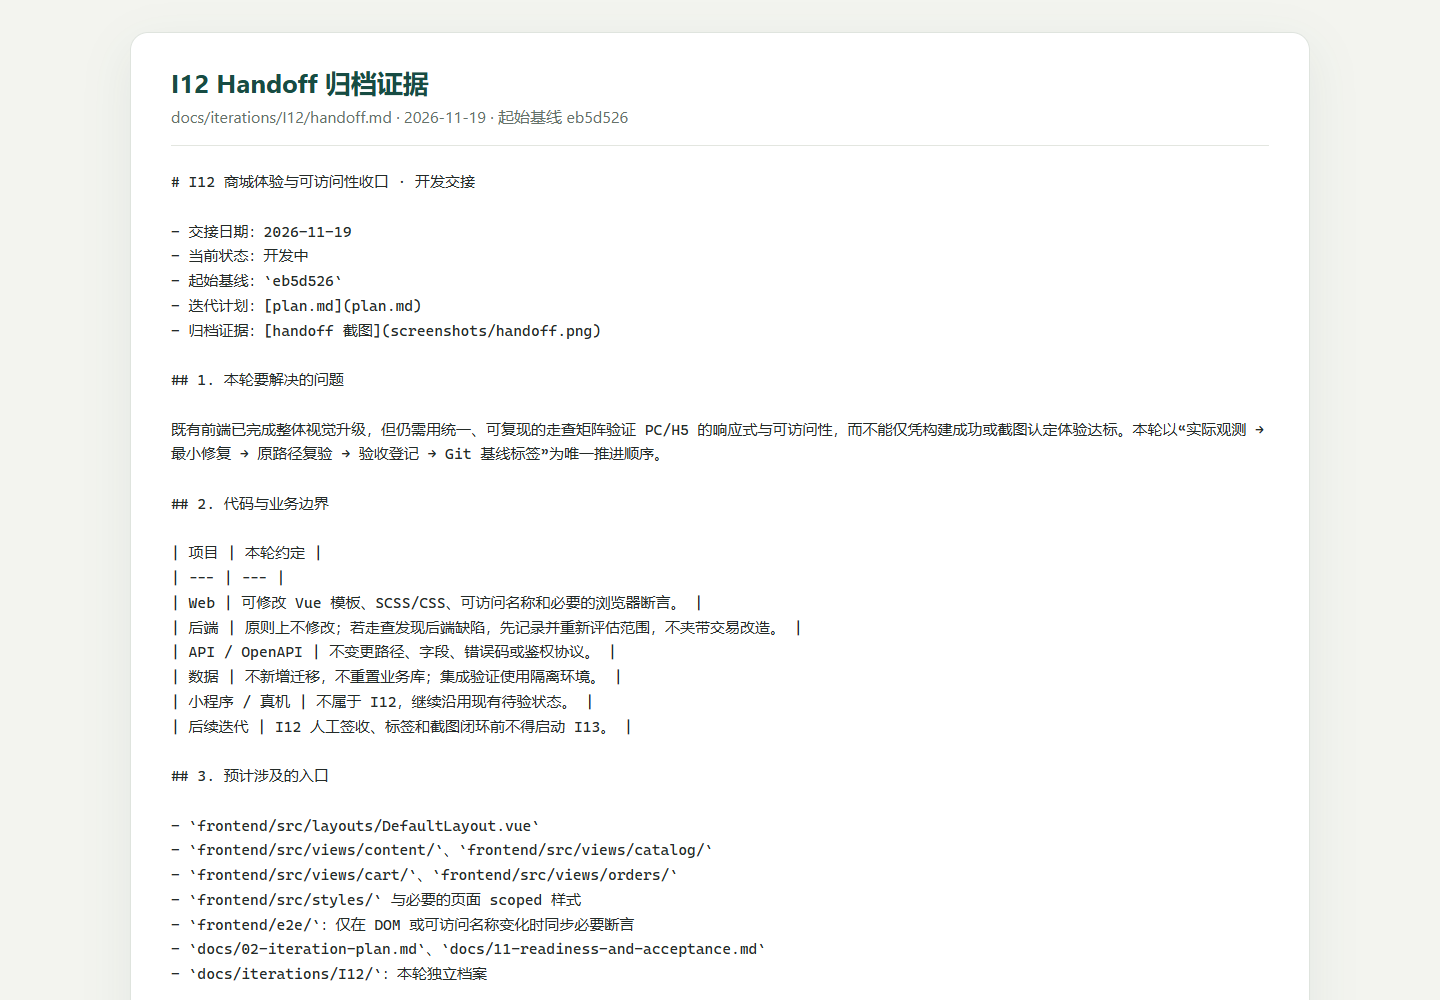 I12 Handoff 归档证据
docs/iterations/I12/handoff.md · 2026-11-19 · 起始基线 eb5d526
# I12 商城体验与可访问性收口 · 开发交接
- 交接日期：2026-11-19
- 当前状态：开发中
- 起始基线：`eb5d526`
- 迭代计划：[plan.md](plan.md)
- 归档证据：[handoff 截图](screenshots/handoff.png)
## 1. 本轮要解决的问题
既有前端已完成整体视觉升级，但仍需用统一、可复现的走查矩阵验证 PC/H5 的响应式与可访问性，而不能仅凭构建成功或截图认定体验达标。本轮以“实际观测 →
最小修复 → 原路径复验 → 验收登记 → Git 基线标签”为唯一推进顺序。
## 2. 代码与业务边界
| 项目 | 本轮约定 |
| --- | --- |
| Web | 可修改 Vue 模板、SCSS/CSS、可访问名称和必要的浏览器断言。 |
| 后端 | 原则上不修改；若走查发现后端缺陷，先记录并重新评估范围，不夹带交易改造。 |
| API / OpenAPI | 不变更路径、字段、错误码或鉴权协议。 |
| 数据 | 不新增迁移，不重置业务库；集成验证使用隔离环境。 |
| 小程序 / 真机 | 不属于 I12，继续沿用现有待验状态。 |
| 后续迭代 | I12 人工签收、标签和截图闭环前不得启动 I13。 |
## 3. 预计涉及的入口
- `frontend/src/layouts/DefaultLayout.vue`
- `frontend/src/views/content/`、`frontend/src/views/catalog/`
- `frontend/src/views/cart/`、`frontend/src/views/orders/`
- `frontend/src/styles/` 与必要的页面 scoped 样式
- `frontend/e2e/`：仅在 DOM 或可访问名称变化时同步必要断言
- `docs/02-iteration-plan.md`、`docs/11-readiness-and-acceptance.md`
- `docs/iterations/I12/`：本轮独立档案